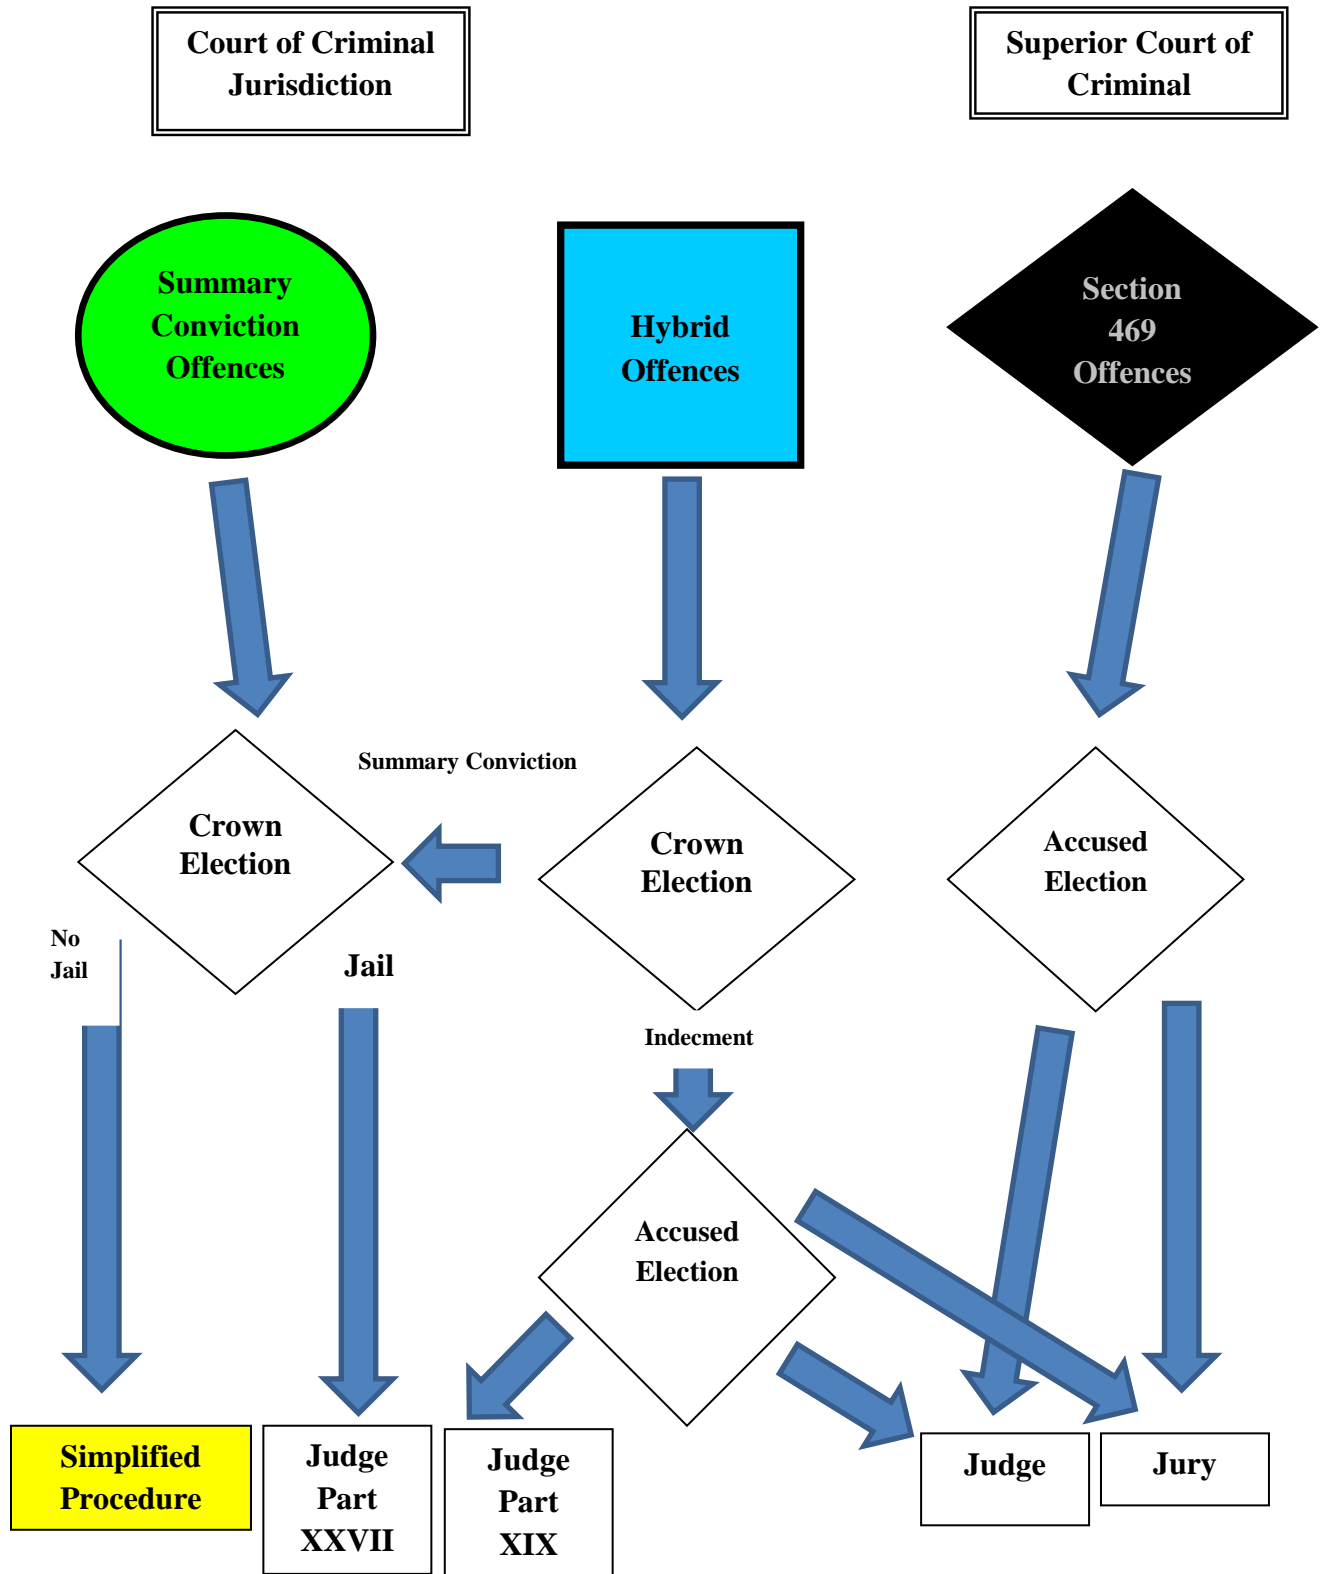 Court of Criminal
Jurisdiction
Superior Court of
Criminal
Summary
Conviction
Offences
Hybrid
Offences
Section
469
Offences
Summary Conviction
Crown
Election
Crown
Election
Accused
Election
No
Jail
Jail
Indecment
Accused
Election
Simplified
Procedure
Judge
Part
XXVII
Judge
Part
XIX
Judge
Jury